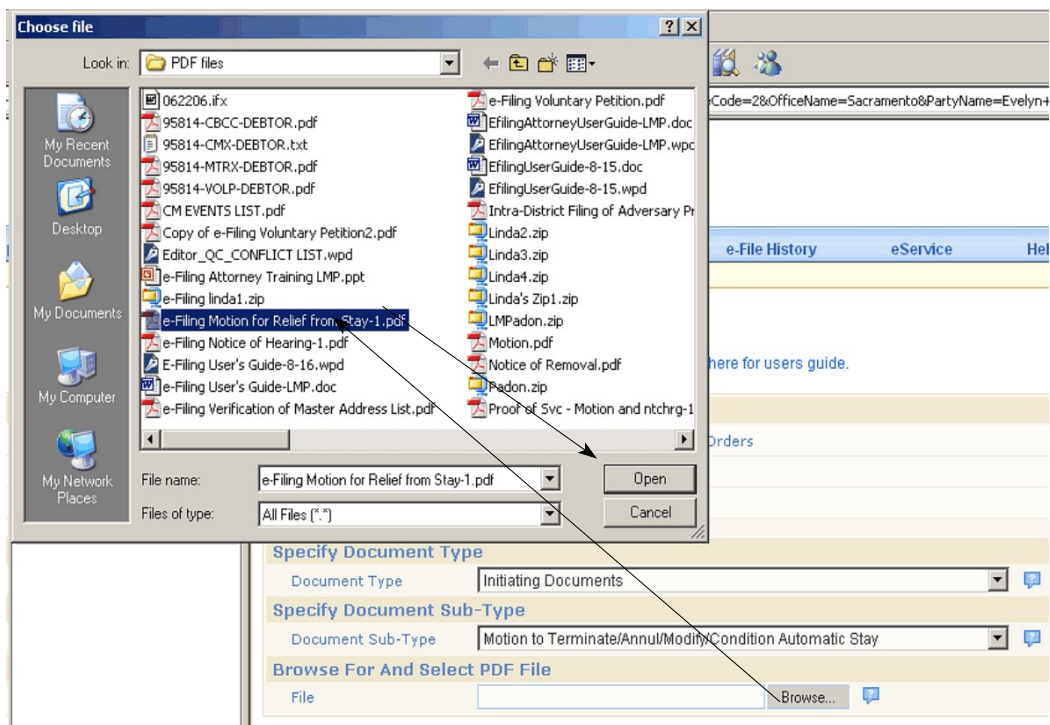 Choose file
Look in:
PDF files
My Recent
Documents
Desktop
My Documents
My Computer
My Network
Places
062206.ifx
95814-CBCC-DEBTOR.pdf
95814-CMX-DEBTOR.txt
95814-MTRX-DEBTOR.pdf
95814-VOLP-DEBTOR.pdf
CM EVENTS LIST.pdf
Copy of e-Filing Voluntary Petition2.pdf
Editor_QC_CONFLICT LIST.wpd
e-Filing Attorney Training LMP.ppt
e-Filing linda1.zip
e-Filing Motion for Relief from Stay-1.pdf
e-Filing Notice of Hearing-1.pdf
E-Filing User's Guide-8-16.wpd
e-Filing User's Guide-LMP.doc
e-Filing Verification of Master Address List.pdf
e-Filing Voluntary Petition.pdf
EfilingAttorneyUserGuide-LMP.doc
EfilingAttorneyUserGuide-LMP.wpd
EfilingUserGuide-8-15.doc
EfilingUserGuide-8-15.wpd
Intra-District Filing of Adversary Pr
Linda2.zip
Linda3.zip
Linda4.zip
Linda's Zip1.zip
LMPadon.zip
Motion.pdf
Notice of Removal.pdf
Padon.zip
Proof of Svc - Motion and ntchrg-1
File name:
e-Filing Motion for Relief from Stay-1.pdf
Open
Files of type:
All Files (*.*)
Cancel
Code=2&OfficeName=Sacramento&PartyName=Evelyn+
e-File History
eService
Hel
here for users guide.
Orders
Specify Document Type
Document Type
Initiating Documents
Specify Document Sub-Type
Document Sub-Type
Motion to Terminate/Annul/Modify/Condition Automatic Stay
Browse For And Select PDF File
File
Browse...